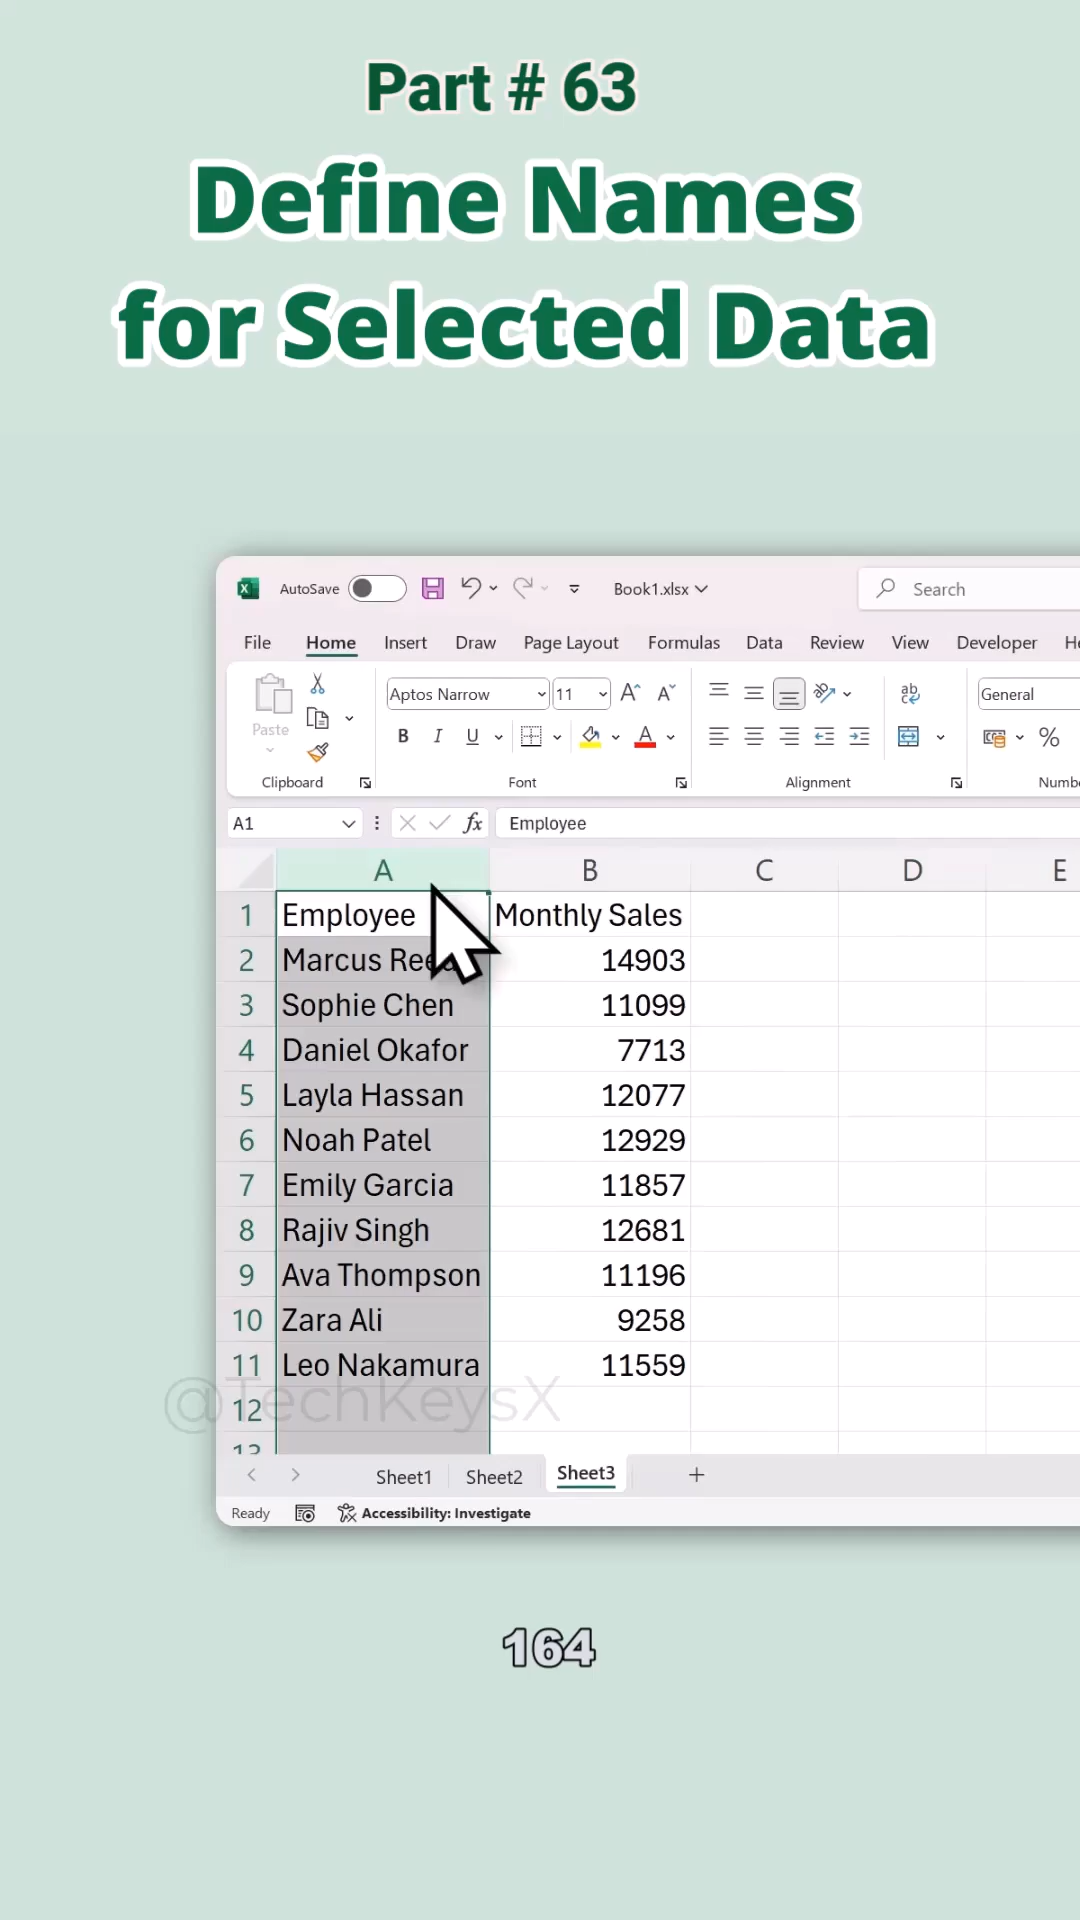 Part # 63
Define Names
for Selected Data
AutoSave
Book1.xlsx
Search
File Home Insert Draw Page Layout Formulas Data Review View Developer
Paste
Aptos Narrow 11
ab
General
B I U A %
Clipboard Font Alignment
A1 fx Employee
A B C D E
1 Employee Monthly Sales
2 Marcus 14903
3 Sophie Chen 11099
4 Daniel Okafor 7713
5 Layla Hassan 12077
6 Noah Patel 12929
7 Emily Garcia 11857
8 Rajiv Singh 12681
9 Ava Thompson 11196
10 Zara Ali 9258
11 Leo Nakamura 11559
@TechKeysX
12
13
Sheet1 Sheet2 Sheet3 +
Ready Accessibility: Investigate
164